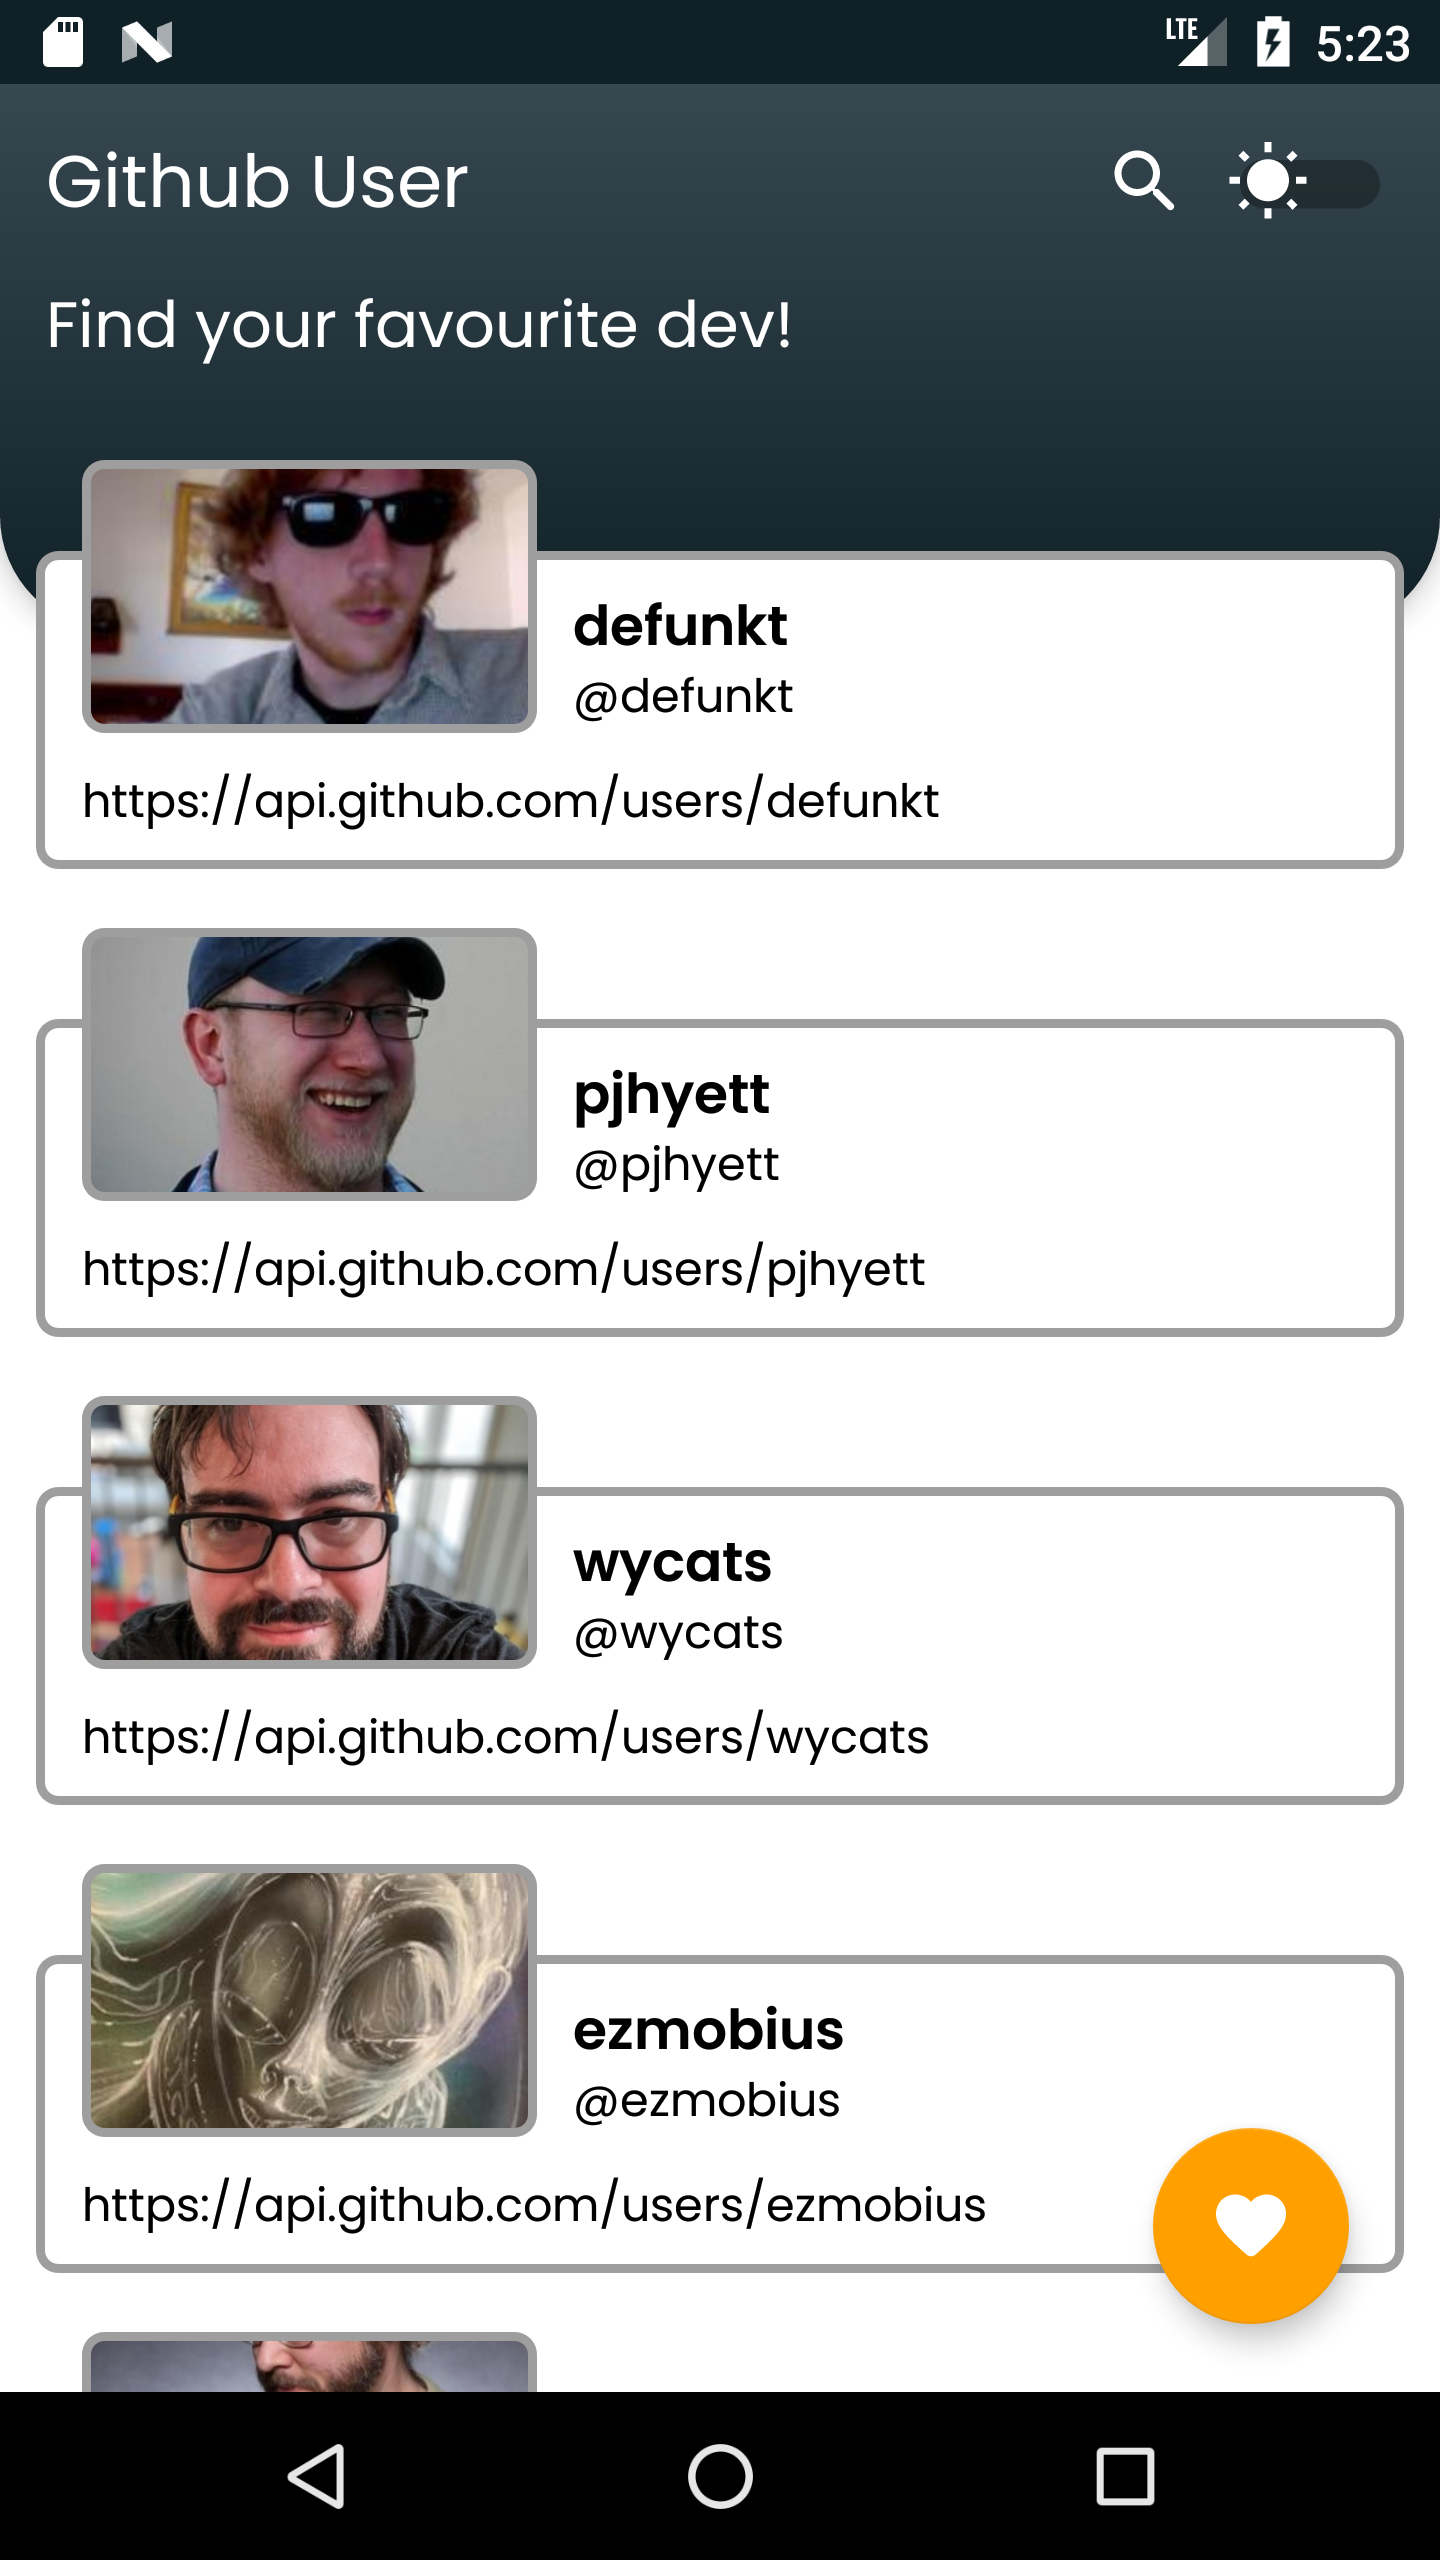 LTE 5:23
Github User
Find your favourite dev!
defunkt
@defunkt
https://api.github.com/users/defunkt
pjhyett
@pjhyett
https://api.github.com/users/pjhyett
wycats
@wycats
https://api.github.com/users/wycats
ezmobius
@ezmobius
https://api.github.com/users/ezmobius